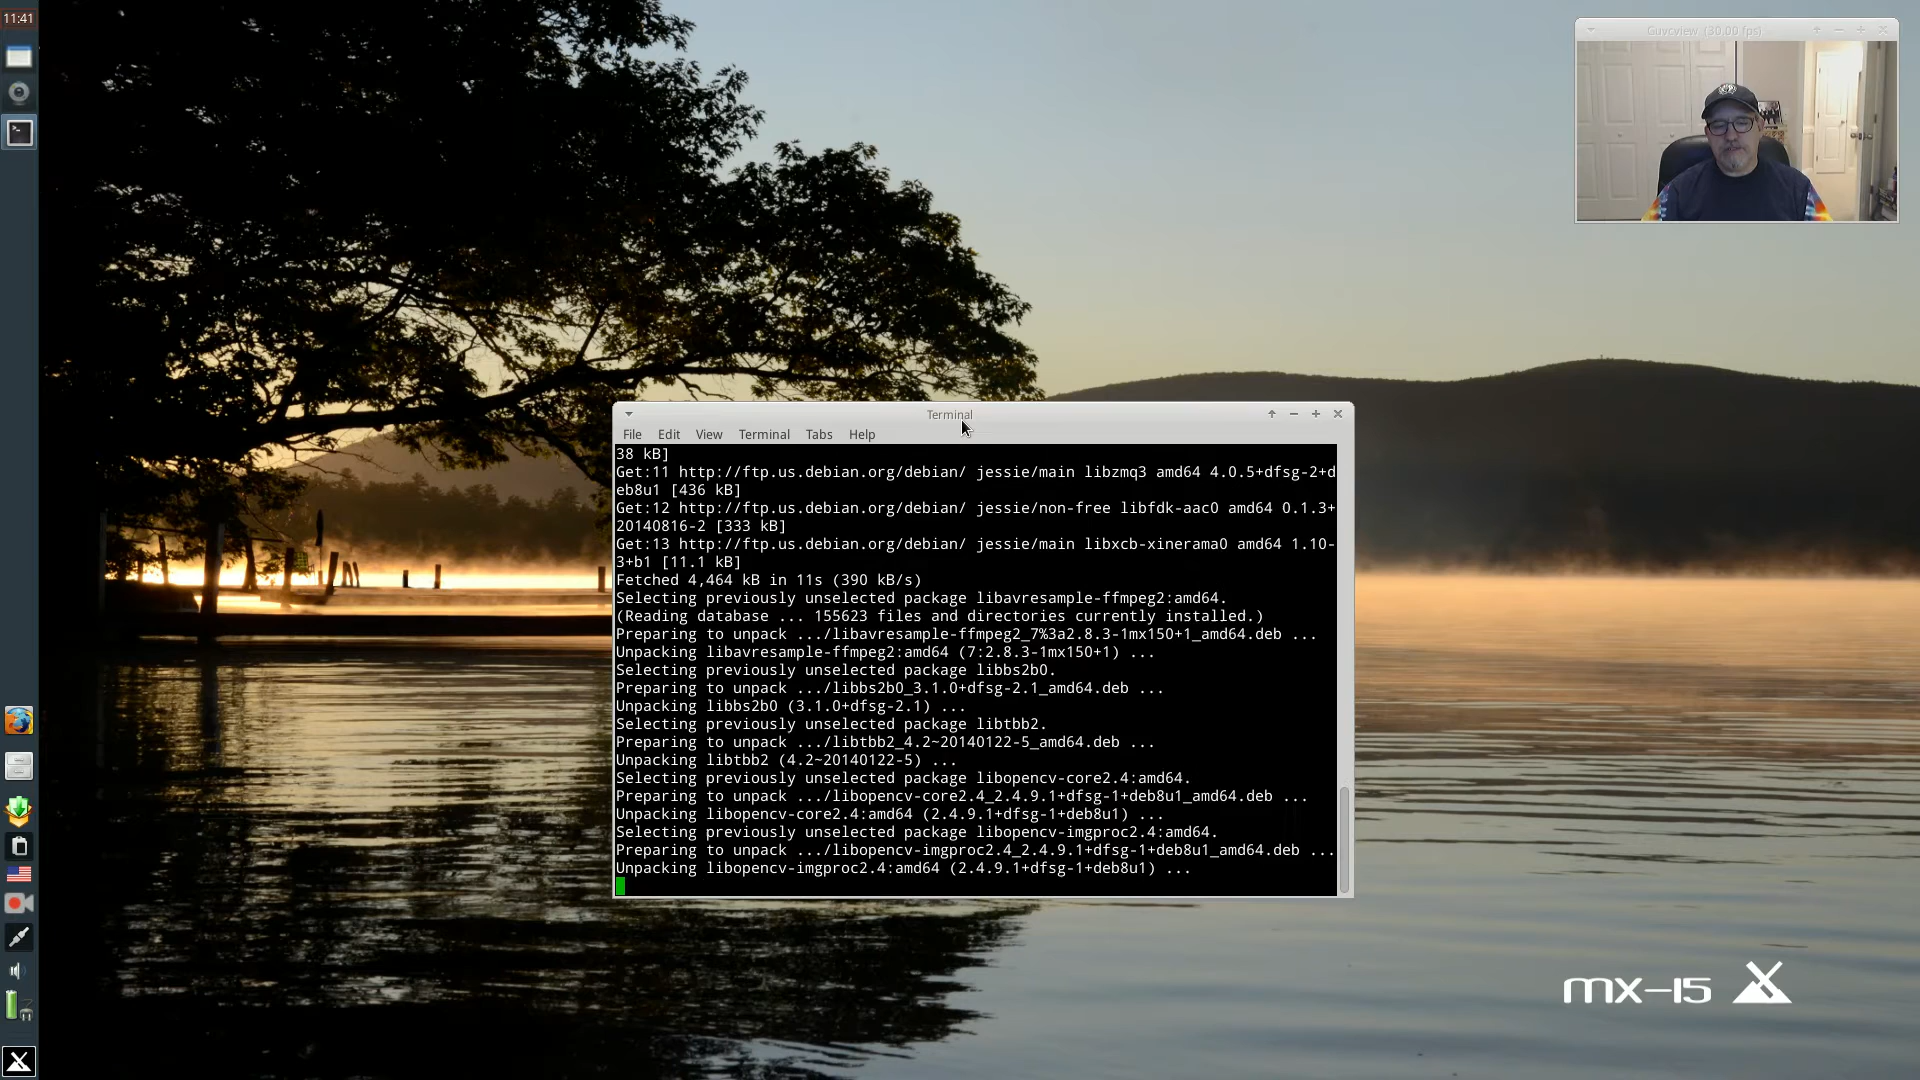 11:41
Guvcview (30.00 fps)
Terminal
File Edit View Terminal Tabs Help
38 kB]
Get:11 http://ftp.us.debian.org/debian/ jessie/main libzmq3 amd64 4.0.5+dfsg-2+d
eb8u1 [436 kB]
Get:12 http://ftp.us.debian.org/debian/ jessie/non-free libfdk-aac0 amd64 0.1.3+
20140816-2 [333 kB]
Get:13 http://ftp.us.debian.org/debian/ jessie/main libxcb-xinerama0 amd64 1.10-
3+b1 [11.1 kB]
Fetched 4,464 kB in 11s (390 kB/s)
Selecting previously unselected package libavresample-ffmpeg2:amd64.
(Reading database ... 155623 files and directories currently installed.)
Preparing to unpack .../libavresample-ffmpeg2_7%3a2.8.3-1mx150+1_amd64.deb ...
Unpacking libavresample-ffmpeg2:amd64 (7:2.8.3-1mx150+1) ...
Selecting previously unselected package libbs2b0.
Preparing to unpack .../libbs2b0_3.1.0+dfsg-2.1_amd64.deb ...
Unpacking libbs2b0 (3.1.0+dfsg-2.1) ...
Selecting previously unselected package libtbb2.
Preparing to unpack .../libtbb2_4.2~20140122-5_amd64.deb ...
Unpacking libtbb2 (4.2~20140122-5) ...
Selecting previously unselected package libopencv-core2.4:amd64.
Preparing to unpack .../libopencv-core2.4_2.4.9.1+dfsg-1+deb8u1_amd64.deb ...
Unpacking libopencv-core2.4:amd64 (2.4.9.1+dfsg-1+deb8u1) ...
Selecting previously unselected package libopencv-imgproc2.4:amd64.
Preparing to unpack .../libopencv-imgproc2.4_2.4.9.1+dfsg-1+deb8u1_amd64.deb ...
Unpacking libopencv-imgproc2.4:amd64 (2.4.9.1+dfsg-1+deb8u1) ...
mx-15